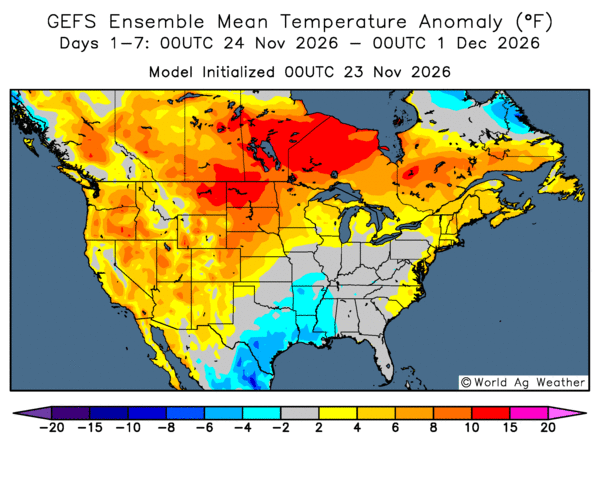 GEFS Ensemble Mean Temperature Anomaly (°F)
Days 1-7: 00UTC 24 Nov 2026 - 00UTC 1 Dec 2026
Model Initialized 00UTC 23 Nov 2026
© World Ag Weather
-20 -15 -10 -8 -6 -4 -2 2 4 6 8 10 15 20